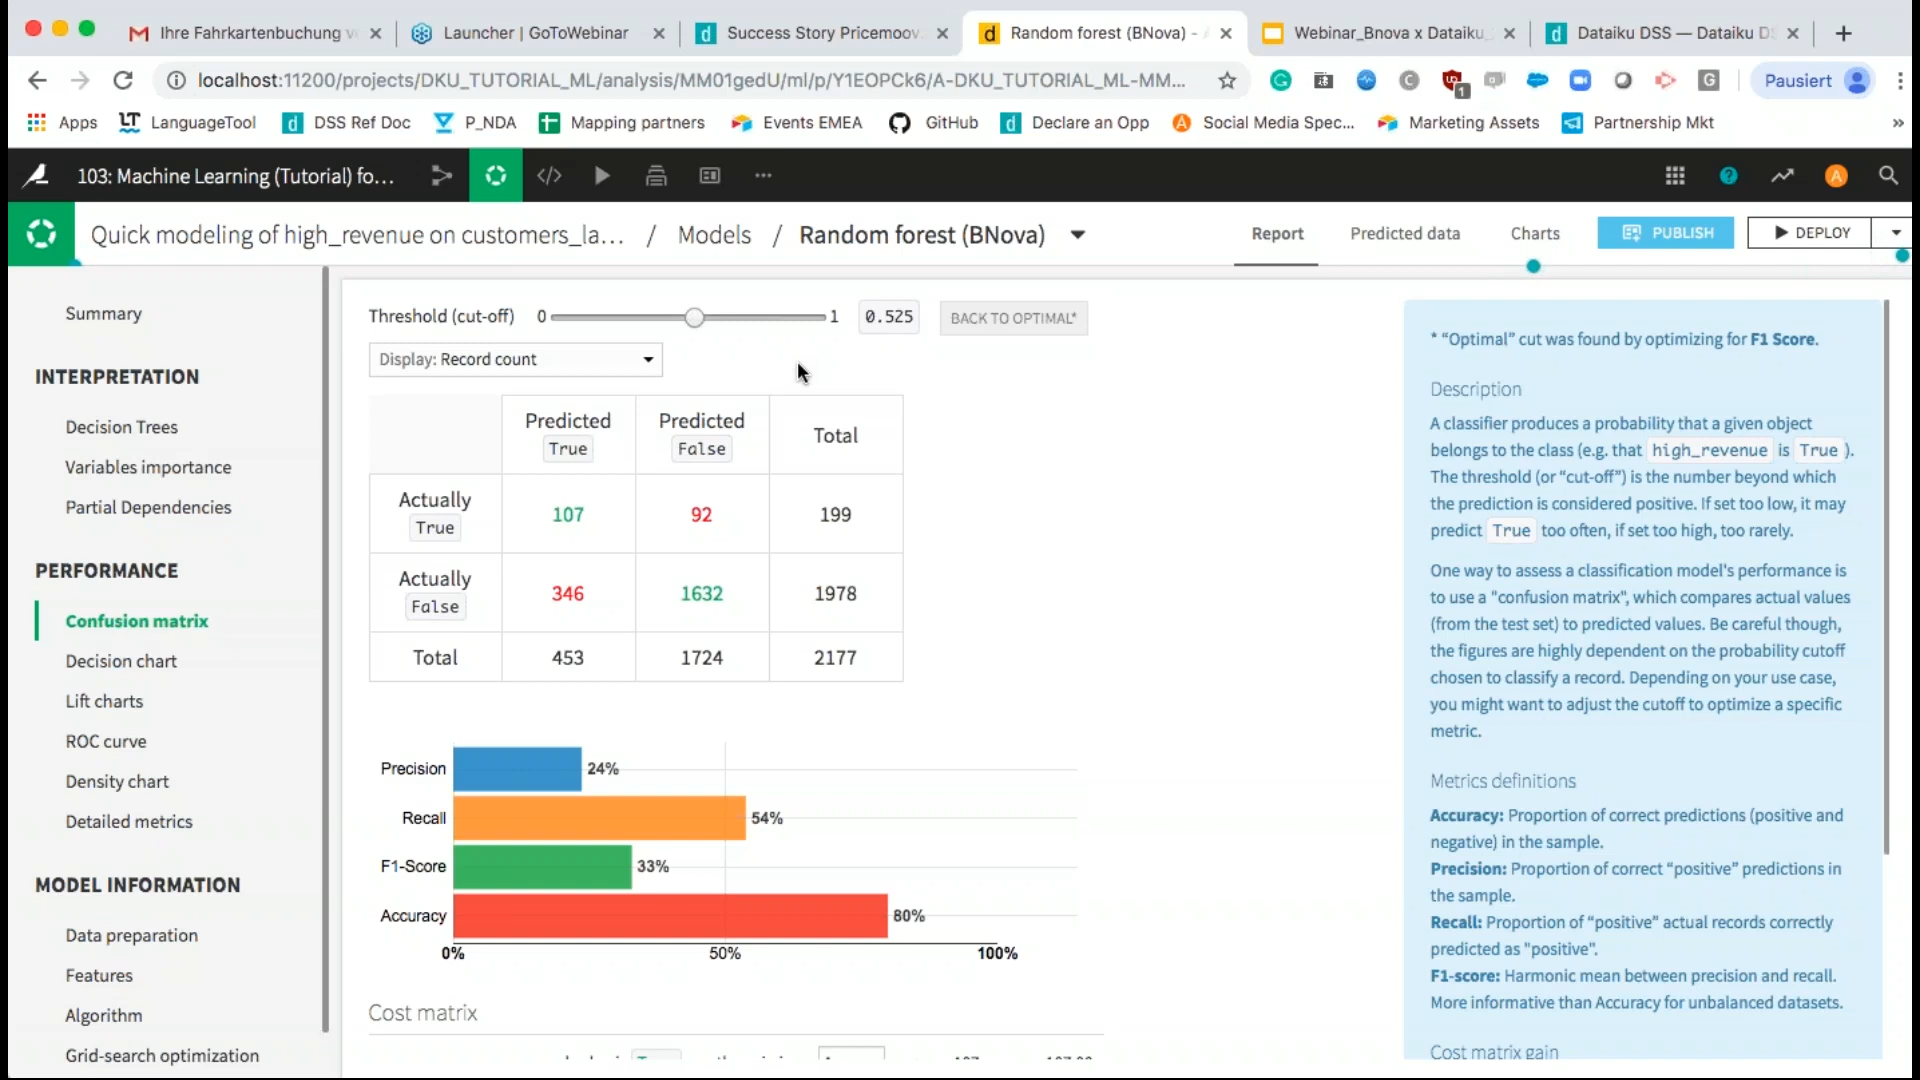 Ihre Fahrkartenbuchung
Launcher | GoToWebinar
Success Story Pricemoov
Random forest (BNova) -
Webinar_Bnova x Dataiku_
Dataiku DSS — Dataiku D
localhost:11200/projects/DKU_TUTORIAL_ML/analysis/MM01gedU/ml/p/Y1EOPCk6/A-DKU_TUTORIAL_ML-MM...
1
G
Pausiert
Apps
LanguageTool
DSS Ref Doc
P_NDA
Mapping partners
Events EMEA
GitHub
Declare an Opp
Social Media Spec...
Marketing Assets
Partnership Mkt
»
103: Machine Learning (Tutorial) fo...
</>
...
?
A
Quick modeling of high_revenue on customers_la... / Models / Random forest (BNova)
Report
Predicted data
Charts
PUBLISH
DEPLOY
Summary
INTERPRETATION
Decision Trees
Variables importance
Partial Dependencies
PERFORMANCE
Confusion matrix
Decision chart
Lift charts
ROC curve
Density chart
Detailed metrics
MODEL INFORMATION
Data preparation
Features
Algorithm
Grid-search optimization
Threshold (cut-off) 0 1 0.525 BACK TO OPTIMAL*
Display: Record count
Predicted True Predicted False Total
Actually True 107 92 199
Actually False 346 1632 1978
Total 453 1724 2177
Precision 24%
Recall 54%
F1-Score 33%
Accuracy 80%
0% 50% 100%
Cost matrix
* “Optimal” cut was found by optimizing for F1 Score.
Description
A classifier produces a probability that a given object
belongs to the class (e.g. that high_revenue is True ).
The threshold (or “cut-off”) is the number beyond which
the prediction is considered positive. If set too low, it may
predict True too often, if set too high, too rarely.
One way to assess a classification model's performance is
to use a "confusion matrix", which compares actual values
(from the test set) to predicted values. Be careful though,
the figures are highly dependent on the probability cutoff
chosen to classify a record. Depending on your use case,
you might want to adjust the cutoff to optimize a specific
metric.
Metrics definitions
Accuracy: Proportion of correct predictions (positive and
negative) in the sample.
Precision: Proportion of correct “positive” predictions in
the sample.
Recall: Proportion of “positive” actual records correctly
predicted as "positive".
F1-score: Harmonic mean between precision and recall.
More informative than Accuracy for unbalanced datasets.
Cost matrix gain